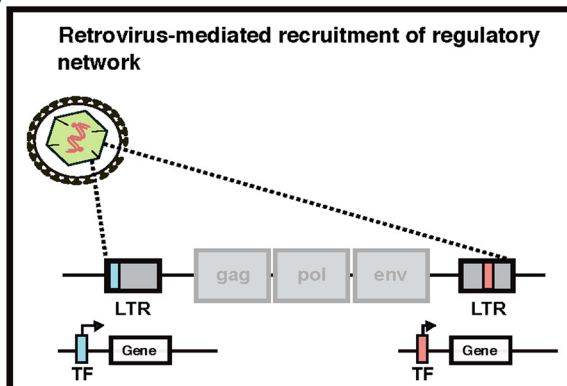 Retrovirus-mediated recruitment of regulatory
network
gag pol env
LTR LTR
Gene Gene
TF TF